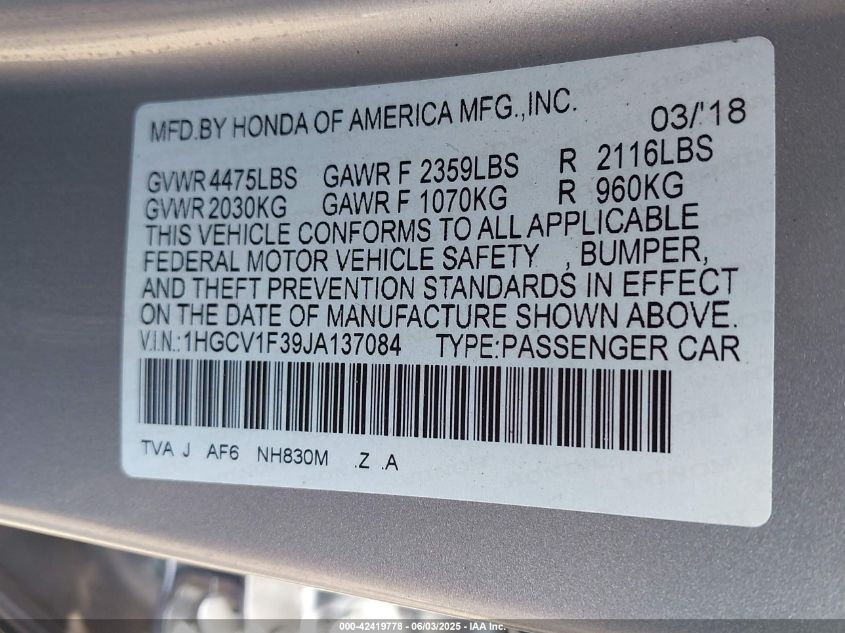 MFD.BY HONDA OF AMERICA MFG.,INC. 03/'18
GVWR 4475LBS GAWR F 2359LBS R 2116LBS
GVWR 2030KG GAWR F 1070KG R 960KG
THIS VEHICLE CONFORMS TO ALL APPLICABLE
FEDERAL MOTOR VEHICLE SAFETY , BUMPER,
AND THEFT PREVENTION STANDARDS IN EFFECT
ON THE DATE OF MANUFACTURE SHOWN ABOVE.
V.I.N.:1HGCV1F39JA137084 TYPE:PASSENGER CAR
TVA J AF6 NH830M .Z .A
000-42419778 - 06/03/2025 - IAA Inc.